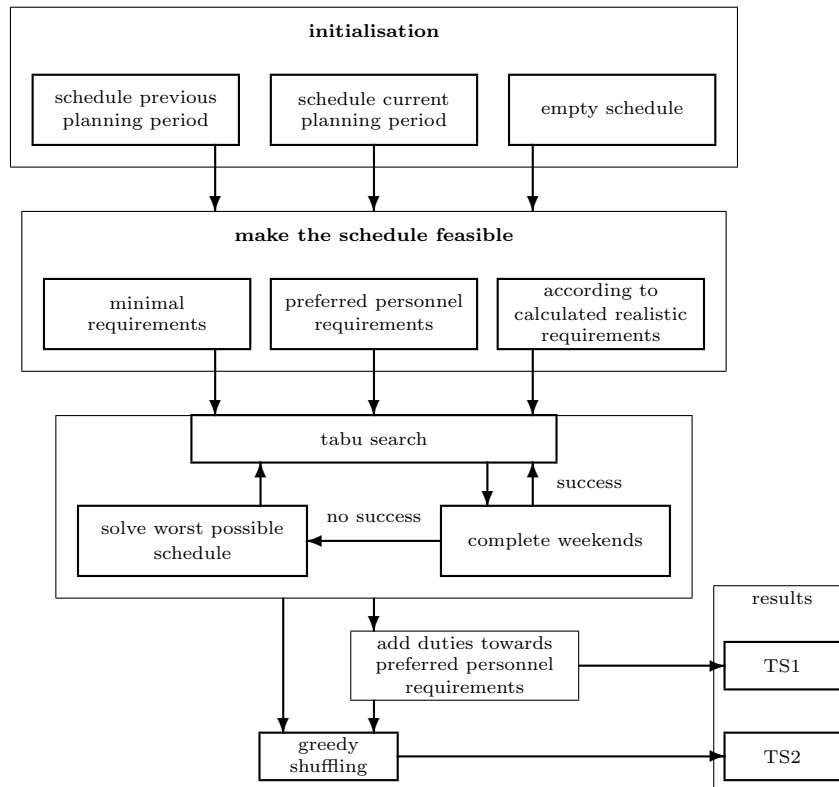 initialisation
schedule previous
planning period
schedule current
planning period
empty schedule
make the schedule feasible
minimal
requirements
preferred personnel
requirements
according to
calculated realistic
requirements
tabu search
success
no success
solve worst possible
schedule
complete weekends
results
add duties towards
preferred personnel
requirements
TS1
greedy
shuffling
TS2